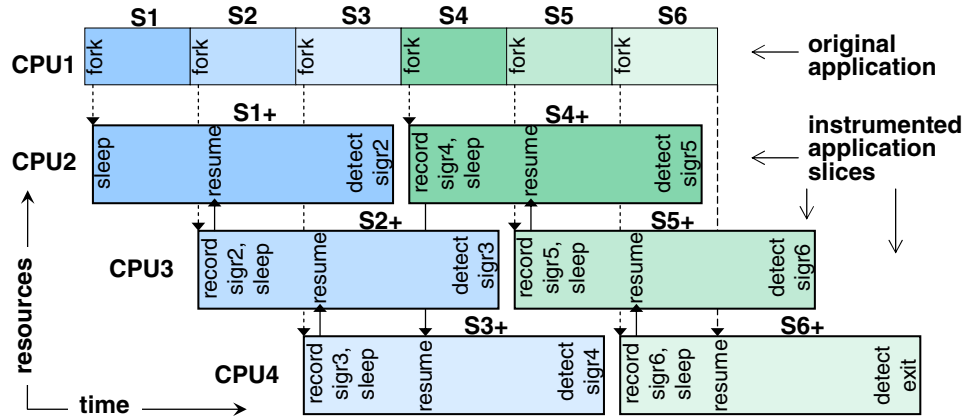 S1 S2 S3 S4 S5 S6
CPU1
fork
fork
fork
fork
fork
fork
original
application
S1+
S4+
CPU2
sleep
resume
detect
sigr2
record
sigr4,
sleep
resume
detect
sigr5
instrumented
application
slices
S2+
S5+
CPU3
record
sigr2,
sleep
resume
detect
sigr3
record
sigr5,
sleep
resume
detect
sigr6
S3+
S6+
CPU4
record
sigr3,
sleep
resume
detect
sigr4
record
sigr6,
sleep
resume
detect
exit
resources
time